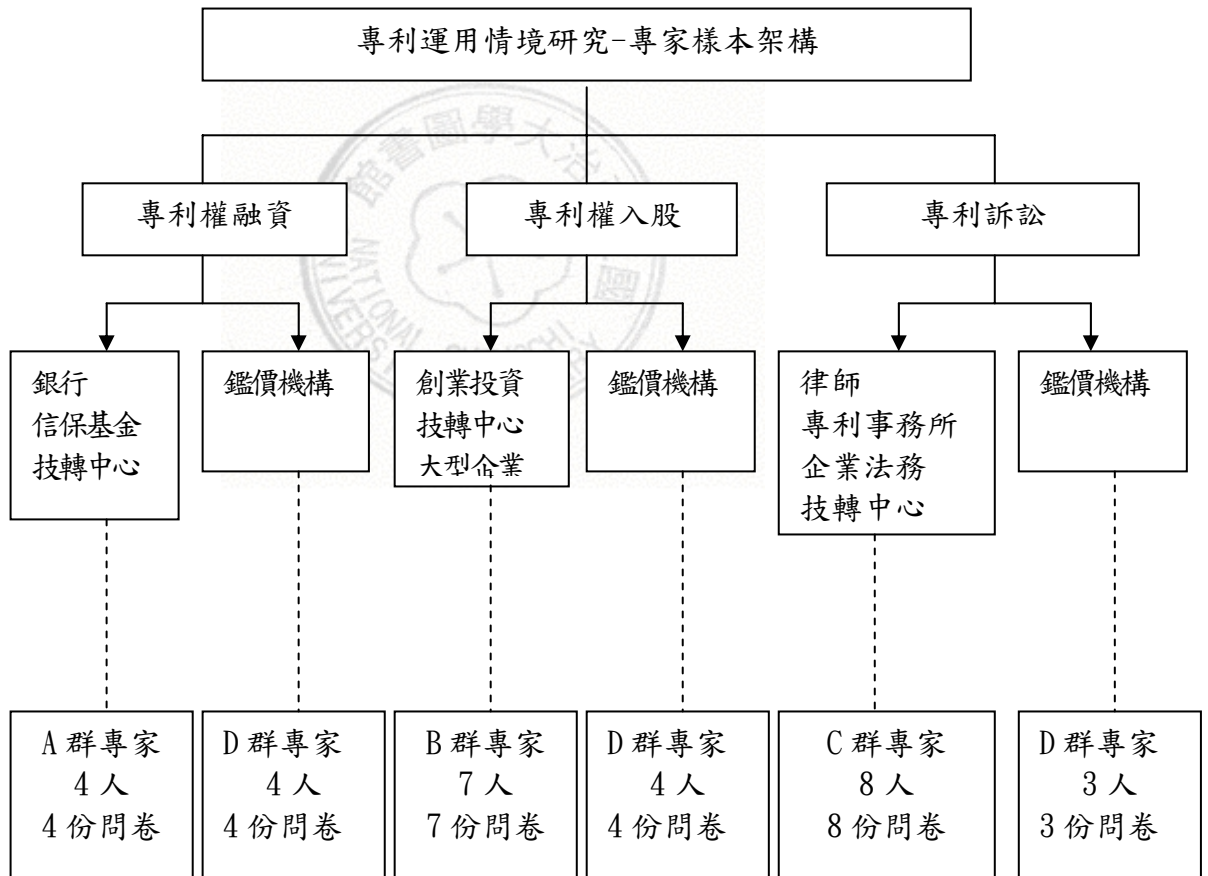 專利運用情境研究-專家樣本架構
專利權融資
專利權入股
專利訴訟
銀行
信保基金
技轉中心
鑑價機構
創業投資
技轉中心
大型企業
鑑價機構
律師
專利事務所
企業法務
技轉中心
鑑價機構
A群專家
4人
4份問卷
D群專家
4人
4份問卷
B群專家
7人
7份問卷
D群專家
4人
4份問卷
C群專家
8人
8份問卷
D群專家
3人
3份問卷